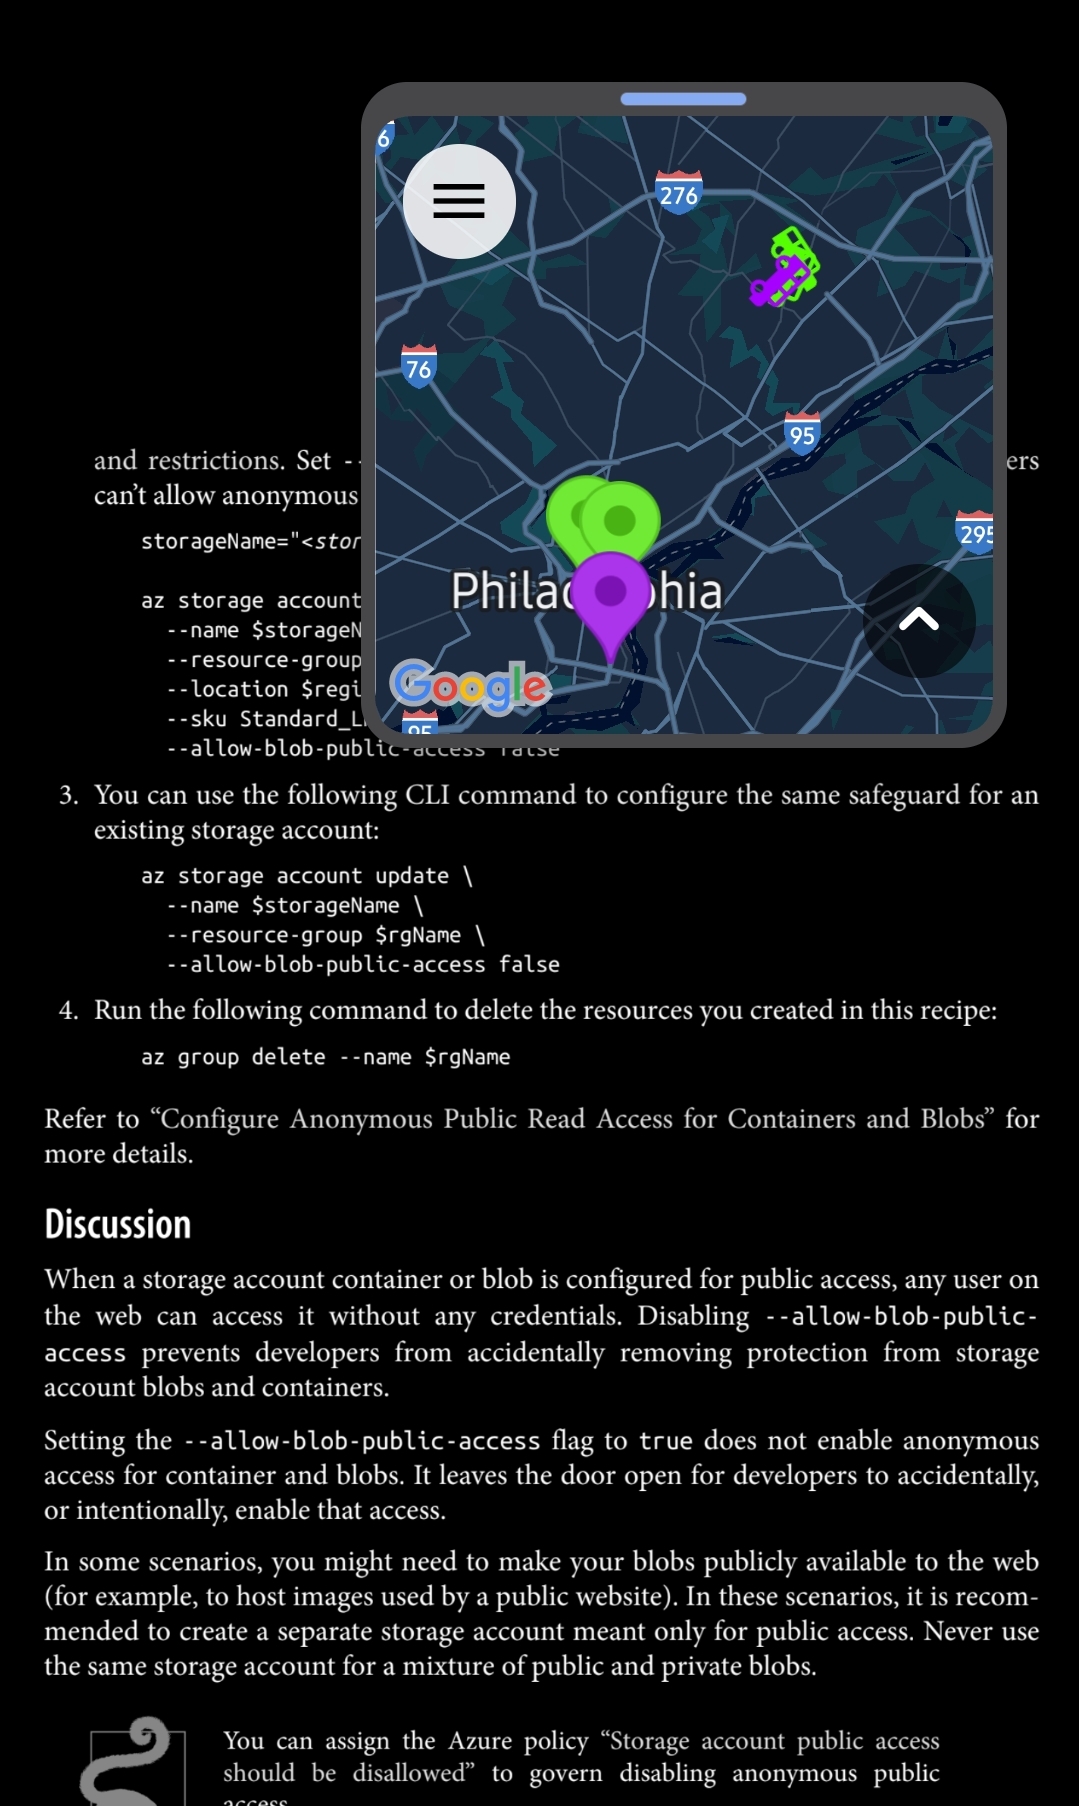 6
276
76
95
and restrictions. Set --
ers
can’t allow anonymous
storageName="<stor
295
Philadelphia
az storage account
--name $storageN
--resource-group
--location $regi
Google
--sku Standard_L
95
--allow-blob-public-access false
3. You can use the following CLI command to configure the same safeguard for an
existing storage account:
az storage account update \
--name $storageName \
--resource-group $rgName \
--allow-blob-public-access false
4. Run the following command to delete the resources you created in this recipe:
az group delete --name $rgName
Refer to “Configure Anonymous Public Read Access for Containers and Blobs” for
more details.
Discussion
When a storage account container or blob is configured for public access, any user on
the web can access it without any credentials. Disabling --allow-blob-public-
access prevents developers from accidentally removing protection from storage
account blobs and containers.
Setting the --allow-blob-public-access flag to true does not enable anonymous
access for container and blobs. It leaves the door open for developers to accidentally,
or intentionally, enable that access.
In some scenarios, you might need to make your blobs publicly available to the web
(for example, to host images used by a public website). In these scenarios, it is recom-
mended to create a separate storage account meant only for public access. Never use
the same storage account for a mixture of public and private blobs.
You can assign the Azure policy “Storage account public access
should be disallowed” to govern disabling anonymous public
access